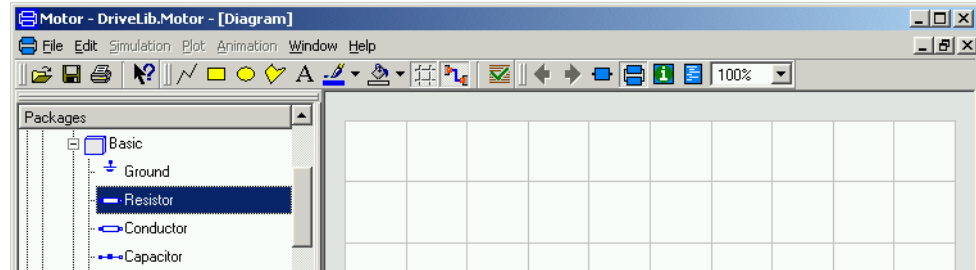 Motor - DriveLib.Motor - [Diagram]
File Edit Simulation Plot Animation Window Help
A 100%
Packages
Basic
Ground
Resistor
Conductor
Capacitor